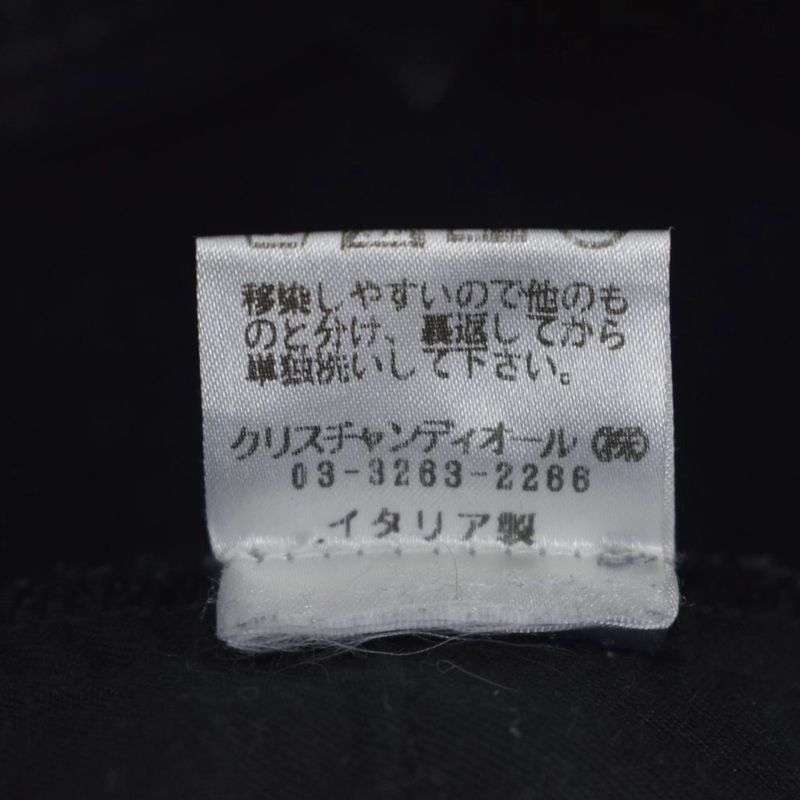 移染しやすいので他のも
のと分け、裏返してから
単独洗いして下さい。
クリスチャンディオール㈱
03-3263-2266
イタリア製